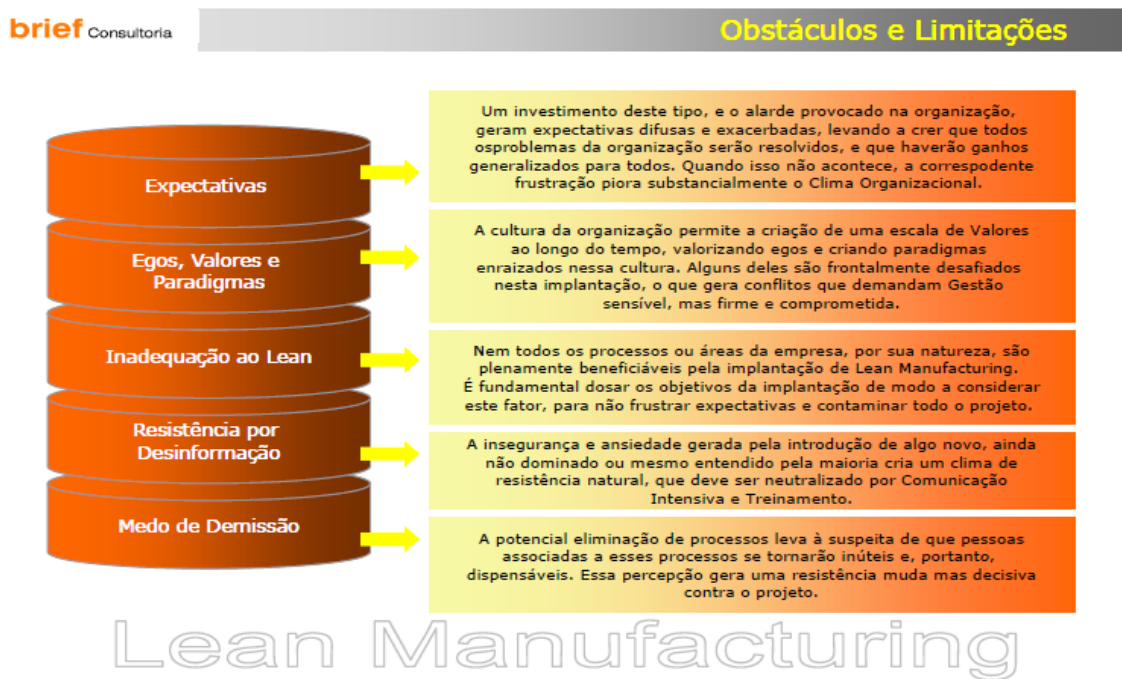 brief Consultoria
Obstáculos e Limitações
Expectativas
Um investimento deste tipo, e o alarde provocado na organização,
geram expectativas difusas e exacerbadas, levando a crer que todos
osproblemas da organização serão resolvidos, e que haverão ganhos
generalizados para todos. Quando isso não acontece, a correspodente
frustração piora substancialmente o Clima Organizacional.
Egos, Valores e
Paradigmas
A cultura da organização permite a criação de uma escala de Valores
ao longo do tempo, valorizando egos e criando paradigmas
enraizados nessa cultura. Alguns deles são frontalmente desafiados
nesta implantação, o que gera conflitos que demandam Gestão
sensível, mas firme e comprometida.
Inadequação ao Lean
Nem todos os processos ou áreas da empresa, por sua natureza, são
plenamente beneficiáveis pela implantação de Lean Manufacturing.
É fundamental dosar os objetivos da implantação de modo a considerar
este fator, para não frustrar expectativas e contaminar todo o projeto.
Resistência por
Desinformação
A insegurança e ansiedade gerada pela introdução de algo novo, ainda
não dominado ou mesmo entendido pela maioria cria um clima de
resistência natural, que deve ser neutralizado por Comunicação
Intensiva e Treinamento.
Medo de Demissão
A potencial eliminação de processos leva à suspeita de que pessoas
associadas a esses processos se tornarão inúteis e, portanto,
dispensáveis. Essa percepção gera uma resistência muda mas decisiva
contra o projeto.
Lean Manufacturing